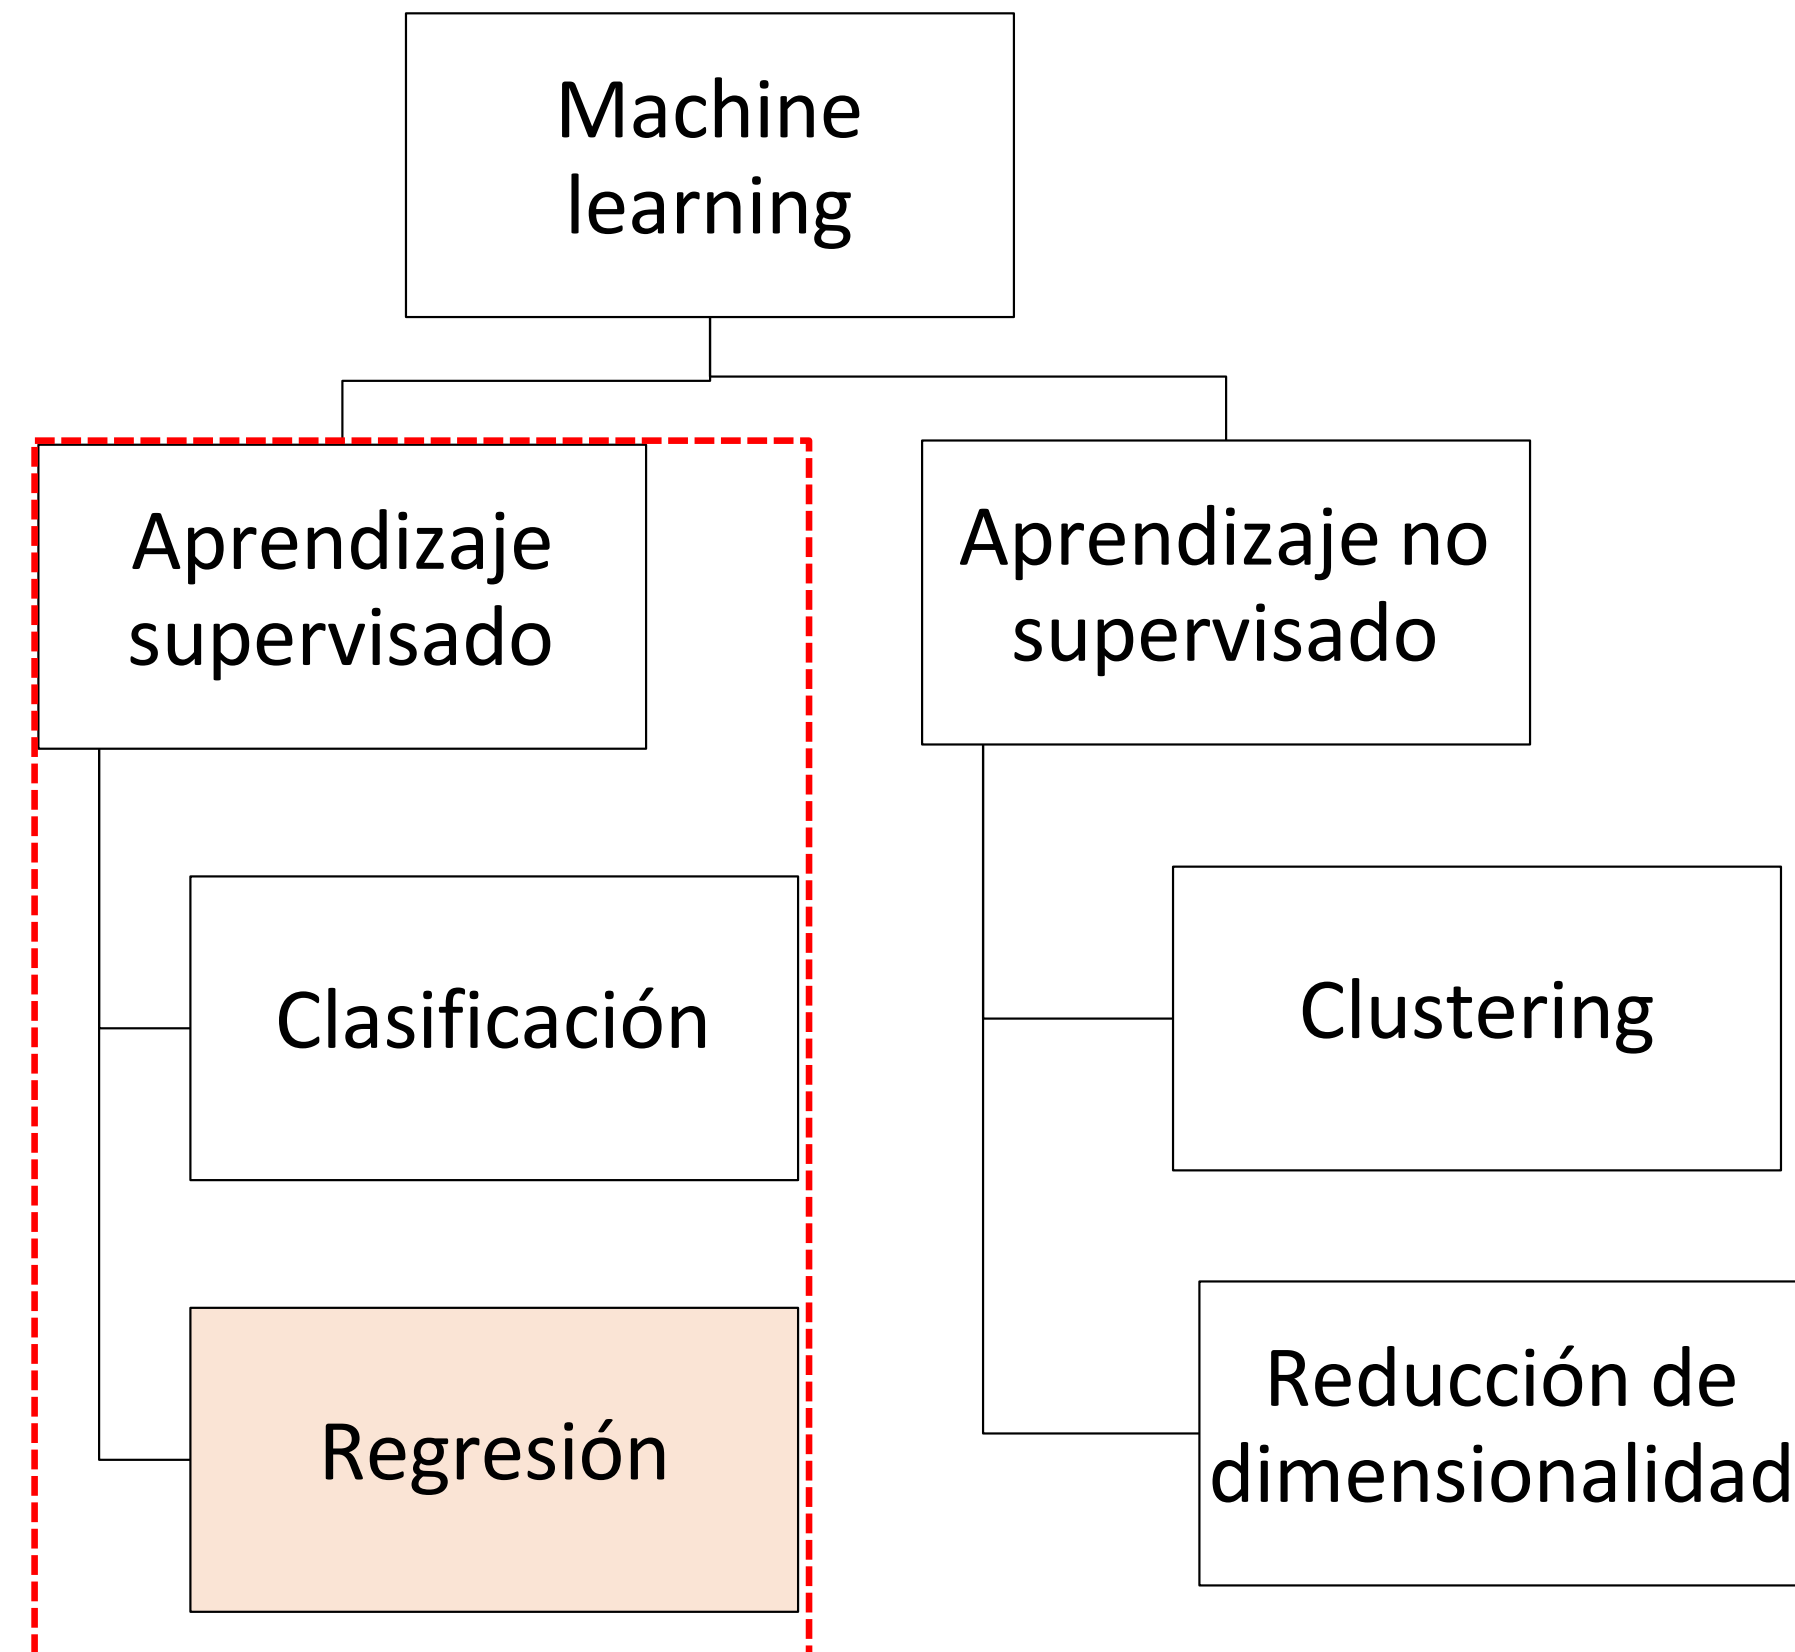 Machine
learning
Aprendizaje
supervisado
Aprendizaje no
supervisado
Clasificación
Clustering
Regresión
Reducción de
dimensionalidad